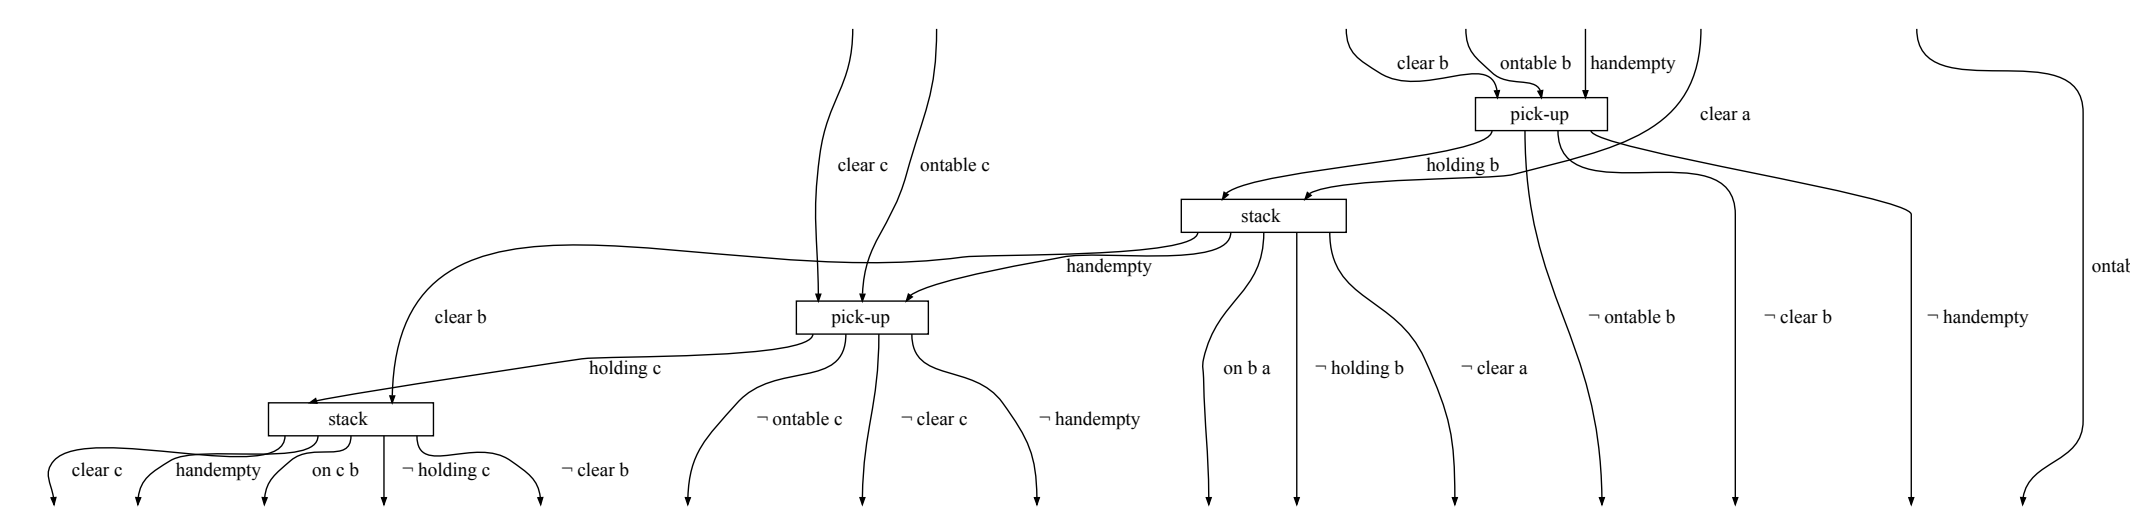 clear b
ontable b
handempty
pick-up
clear a
clear c
ontable c
holding b
stack
handempty
clear b
pick-up
¬ ontable b
¬ clear b
¬ handempty
holding c
on b a
¬ holding b
¬ clear a
stack
¬ ontable c
¬ clear c
¬ handempty
clear c
handempty
on c b
¬ holding c
¬ clear b